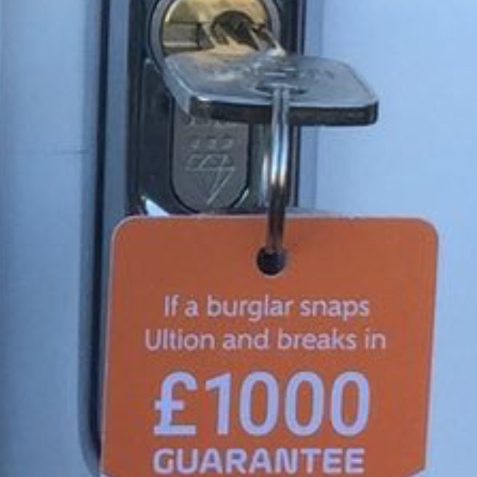 If a burglar snaps
Ultion and breaks in
£1000
GUARANTEE